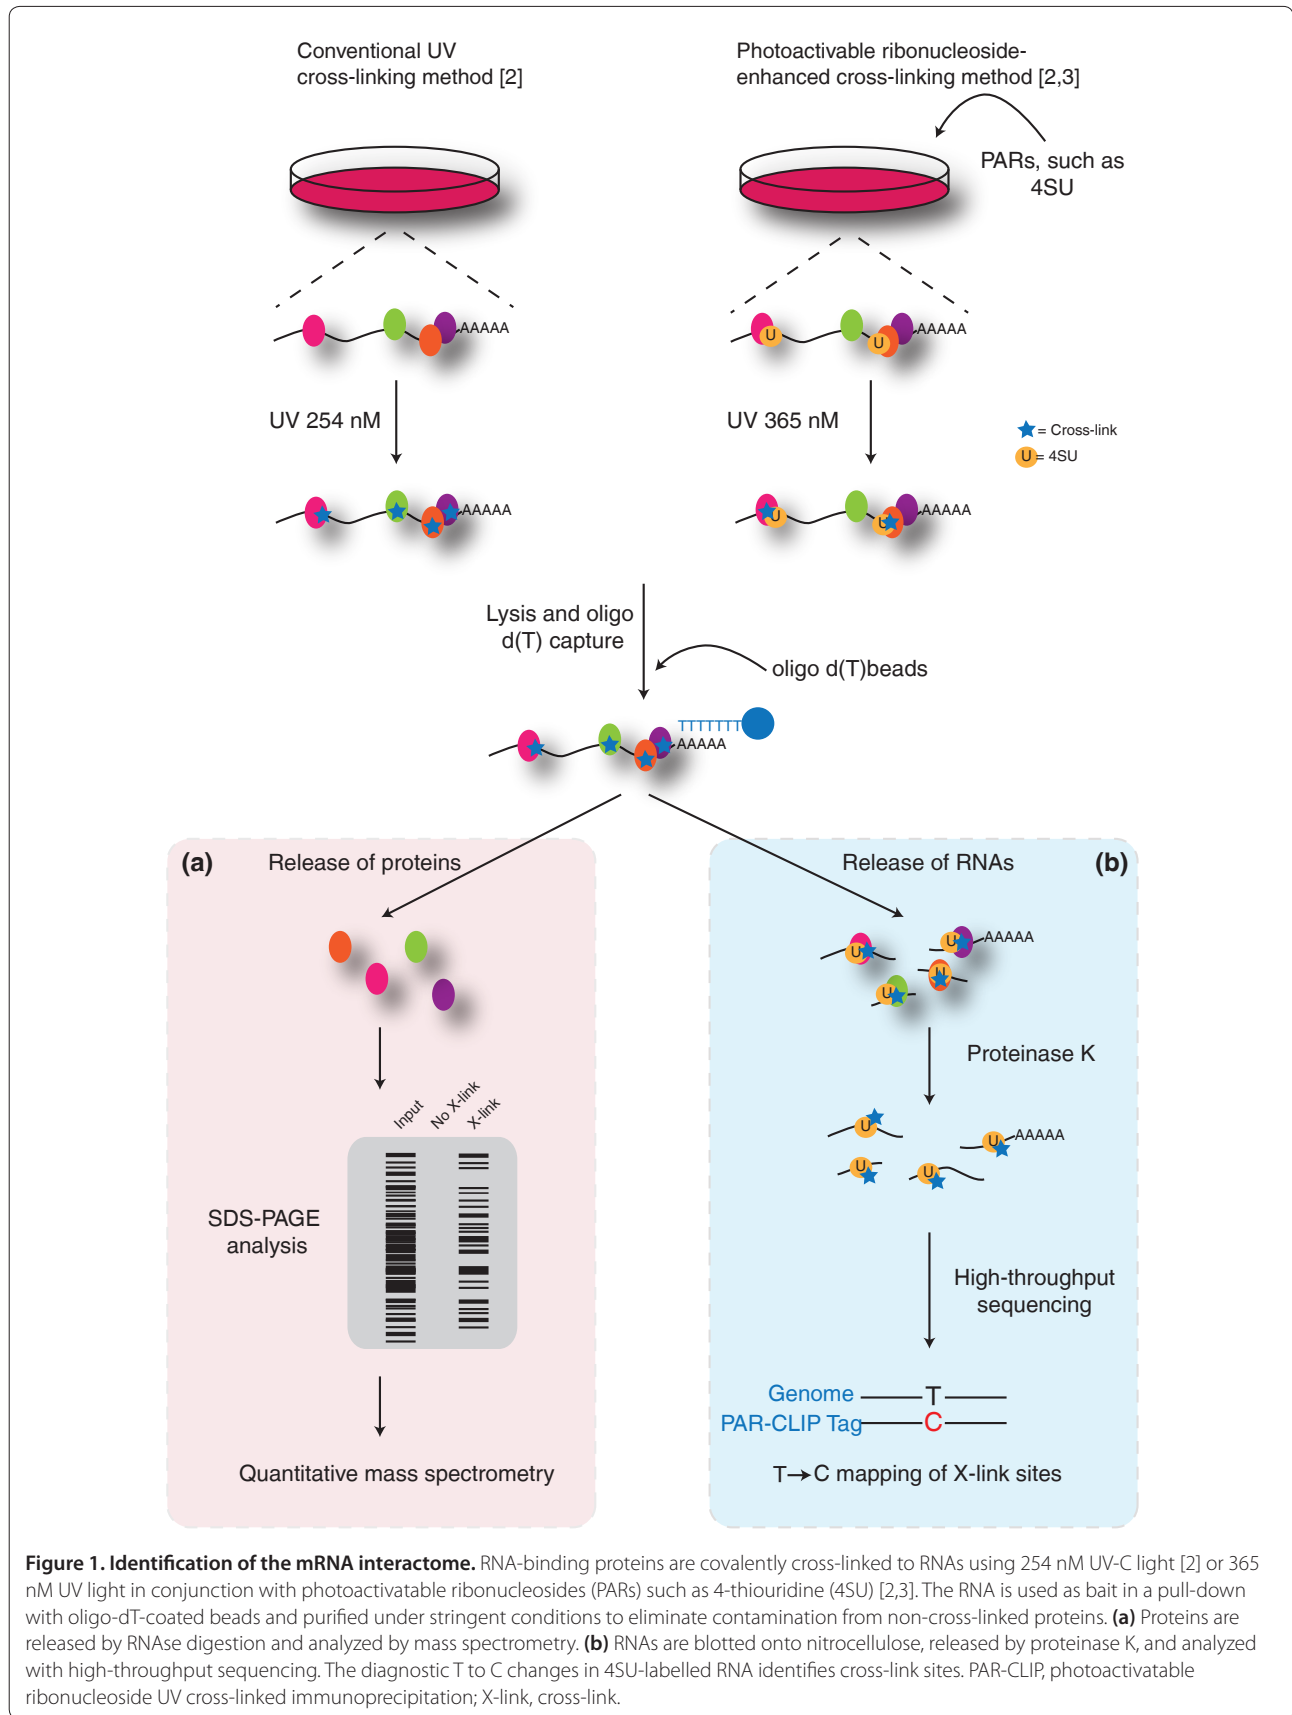 Conventional UV
cross-linking method [2]
Photoactivable ribonucleoside-
enhanced cross-linking method [2,3]
PARs, such as
4SU
AAAAA
U
U
AAAAA
UV 254 nM
UV 365 nM
= Cross-link
U = 4SU
AAAAA
U
U
AAAAA
Lysis and oligo
d(T) capture
oligo d(T)beads
TTTTTTT
AAAAA
(a)
Release of proteins
Input
No X-link
X-link
SDS-PAGE
analysis
Quantitative mass spectrometry
Release of RNAs
(b)
U
U
AAAAA
U
U
Proteinase K
U
U
AAAAA
U
U
High-throughput
sequencing
Genome
T
PAR-CLIP Tag
C
T→C mapping of X-link sites
Figure 1. Identification of the mRNA interactome. RNA-binding proteins are covalently cross-linked to RNAs using 254 nM UV-C light [2] or 365
nM UV light in conjunction with photoactivatable ribonucleosides (PARs) such as 4-thiouridine (4SU) [2,3]. The RNA is used as bait in a pull-down
with oligo-dT-coated beads and purified under stringent conditions to eliminate contamination from non-cross-linked proteins. (a) Proteins are
released by RNAse digestion and analyzed by mass spectrometry. (b) RNAs are blotted onto nitrocellulose, released by proteinase K, and analyzed
with high-throughput sequencing. The diagnostic T to C changes in 4SU-labelled RNA identifies cross-link sites. PAR-CLIP, photoactivatable
ribonucleoside UV cross-linked immunoprecipitation; X-link, cross-link.